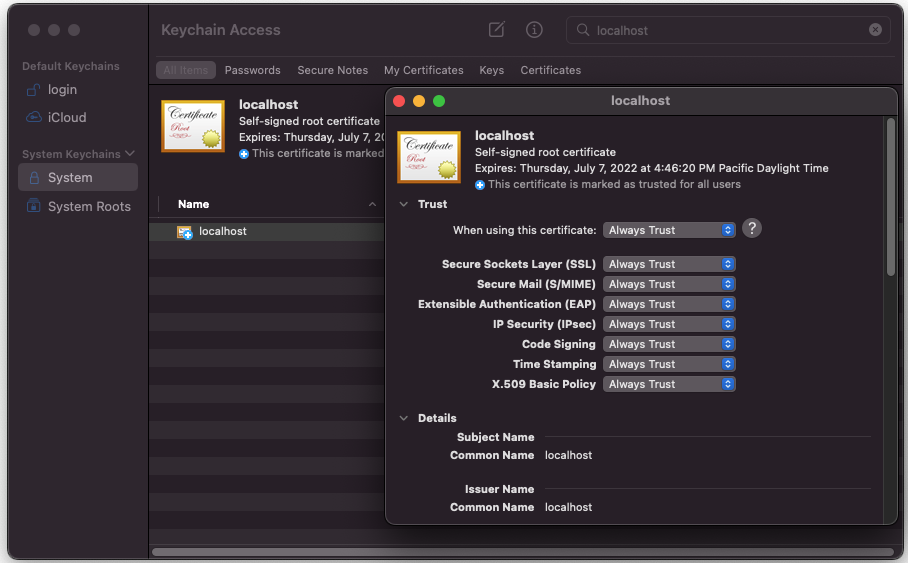 Keychain Access
localhost
Default Keychains
login
iCloud
System Keychains
System
System Roots
All Items
Passwords
Secure Notes
My Certificates
Keys
Certificates
Certificate
Root
localhost
Self-signed root certificate
Expires: Thursday, July 7, 20
This certificate is marked
Name
localhost
localhost
Certificate
Root
localhost
Self-signed root certificate
Expires: Thursday, July 7, 2022 at 4:46:20 PM Pacific Daylight Time
This certificate is marked as trusted for all users
Trust
When using this certificate: Always Trust ?
Secure Sockets Layer (SSL) Always Trust
Secure Mail (S/MIME) Always Trust
Extensible Authentication (EAP) Always Trust
IP Security (IPsec) Always Trust
Code Signing Always Trust
Time Stamping Always Trust
X.509 Basic Policy Always Trust
Details
Subject Name
Common Name localhost
Issuer Name
Common Name localhost